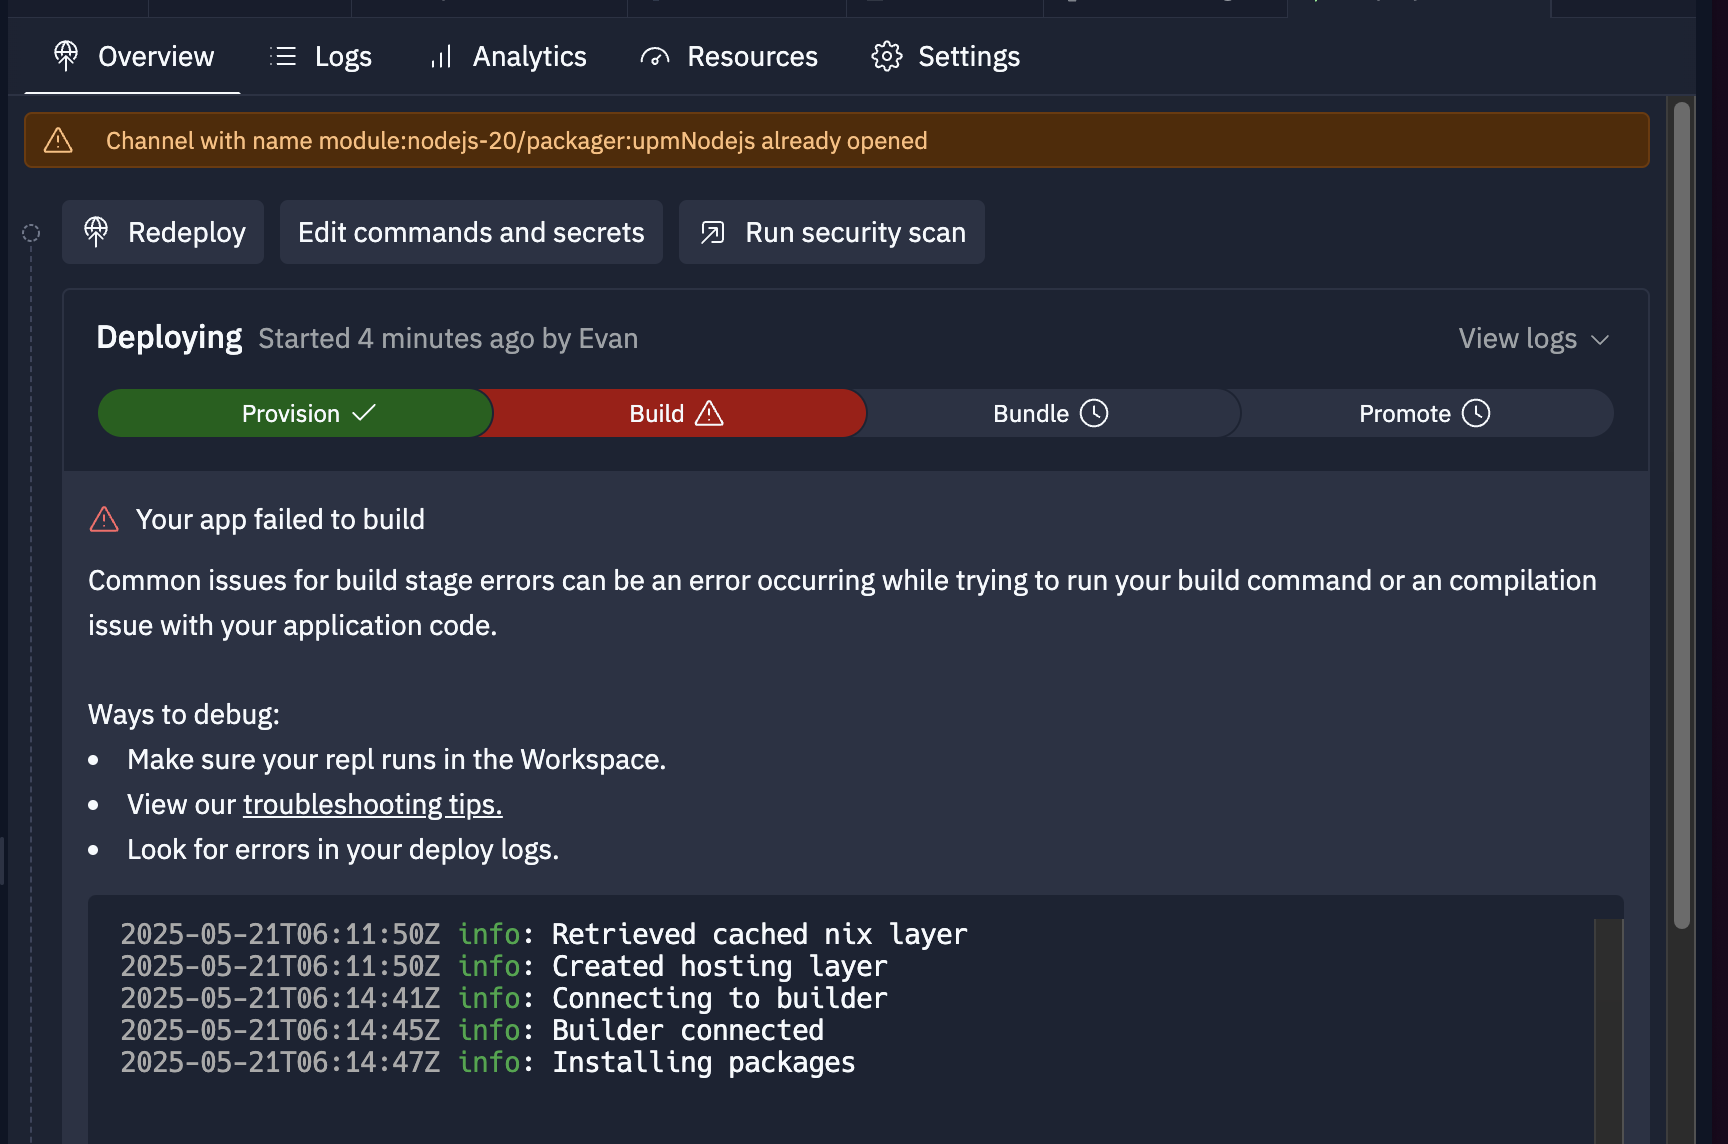 Overview Logs Analytics Resources Settings
Channel with name module:nodejs-20/packager:upmNodejs already opened
Redeploy Edit commands and secrets Run security scan
Deploying Started 4 minutes ago by Evan View logs
Provision Build Bundle Promote
Your app failed to build
Common issues for build stage errors can be an error occurring while trying to run your build command or an compilation
issue with your application code.
Ways to debug:
• Make sure your repl runs in the Workspace.
• View our troubleshooting tips.
• Look for errors in your deploy logs.
2025-05-21T06:11:50Z info: Retrieved cached nix layer
2025-05-21T06:11:50Z info: Created hosting layer
2025-05-21T06:14:41Z info: Connecting to builder
2025-05-21T06:14:45Z info: Builder connected
2025-05-21T06:14:47Z info: Installing packages